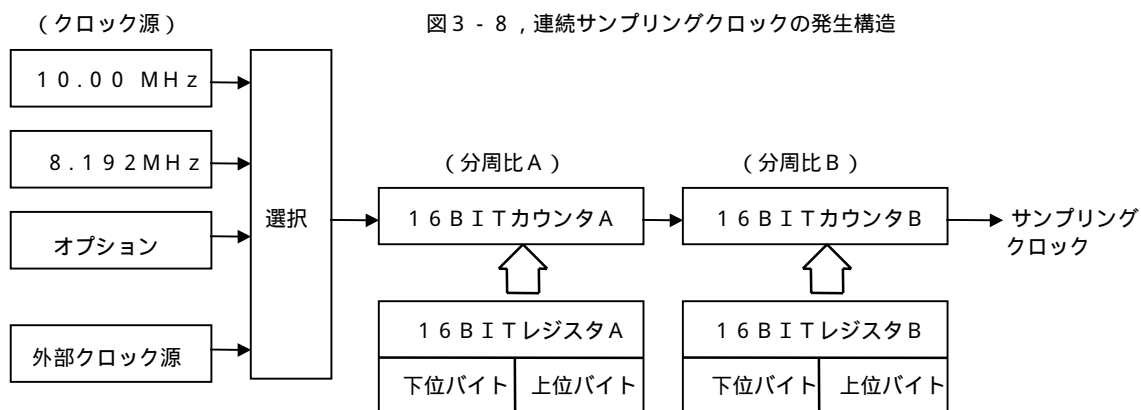 (クロック源)
図3-8,連続サンプリングクロックの発生構造
10.00 MHz
8.192MHz
オプション
外部クロック源
選択
(分周比A)
16BITカウンタA
(分周比B)
16BITカウンタB
サンプリング
クロック
16BITレジスタA
下位バイト 上位バイト
16BITレジスタB
下位バイト 上位バイト